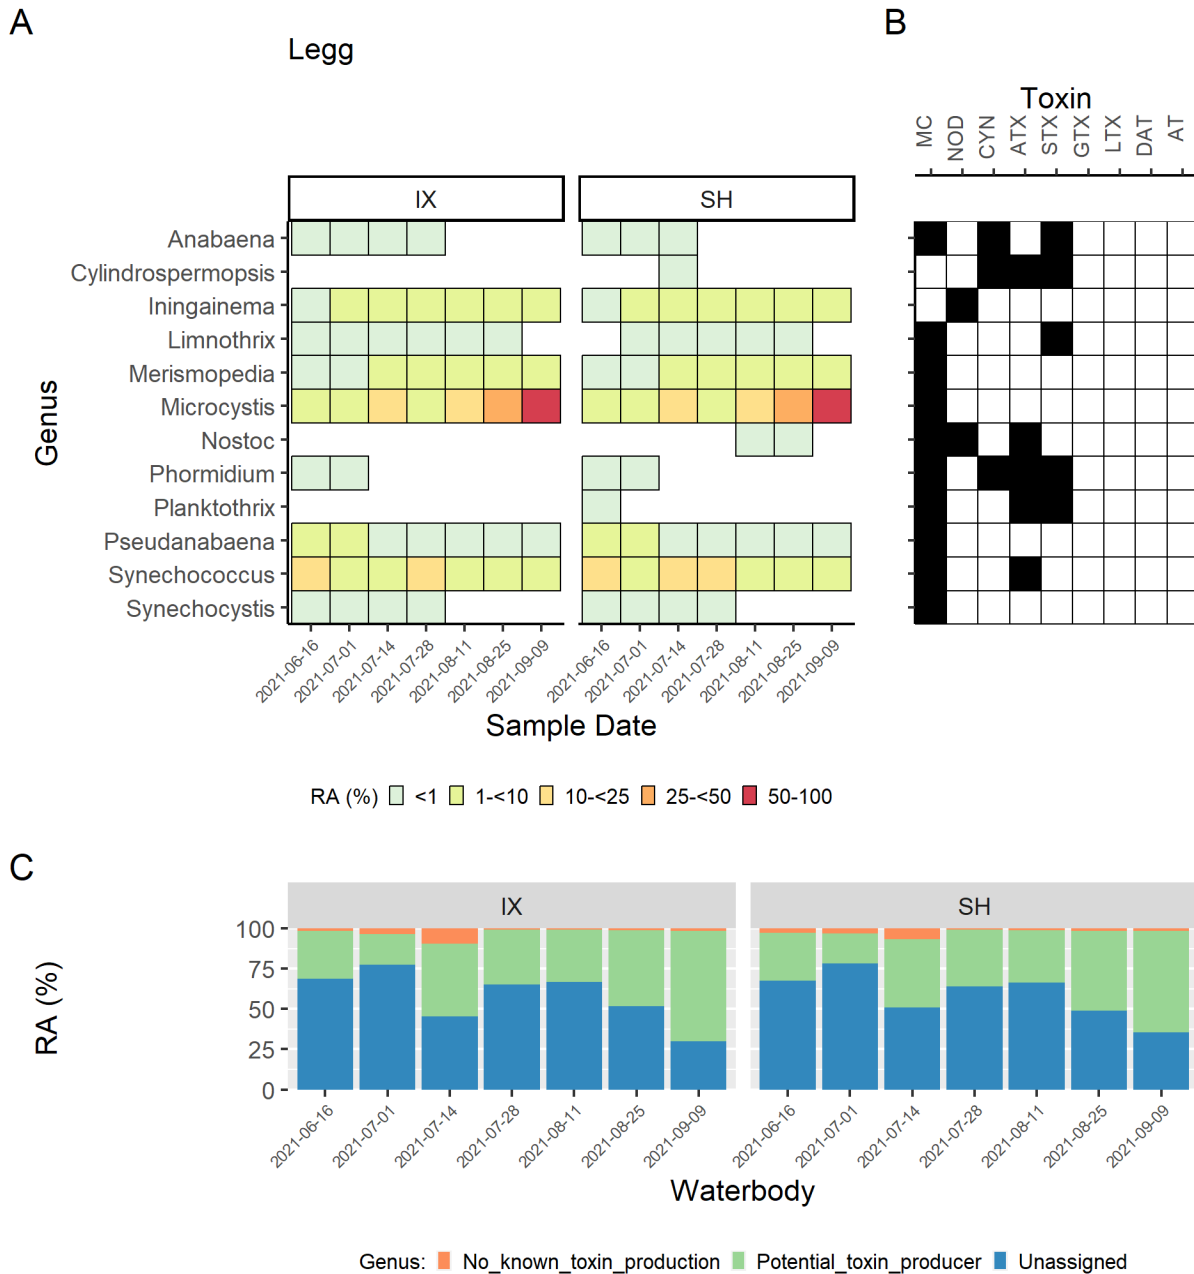 A
B
Legg
Toxin
MC NOD CYN ATX STX GTX LTX DAT AT
IX
SH
Genus
Anabaena
Cylindrospermopsis
Iningainema
Limnothrix
Merismopedia
Microcystis
Nostoc
Phormidium
Planktothrix
Pseudanabaena
Synechococcus
Synechocystis
2021-06-16 2021-07-01 2021-07-14 2021-07-28 2021-08-11 2021-08-25 2021-09-09
2021-06-16 2021-07-01 2021-07-14 2021-07-28 2021-08-11 2021-08-25 2021-09-09
Sample Date
RA (%) <1 1-<10 10-<25 25-<50 50-100
C
IX
SH
RA (%)
100
75
50
25
0
2021-06-16 2021-07-01 2021-07-14 2021-07-28 2021-08-11 2021-08-25 2021-09-09
2021-06-16 2021-07-01 2021-07-14 2021-07-28 2021-08-11 2021-08-25 2021-09-09
Waterbody
Genus: No_known_toxin_production Potential_toxin_producer Unassigned